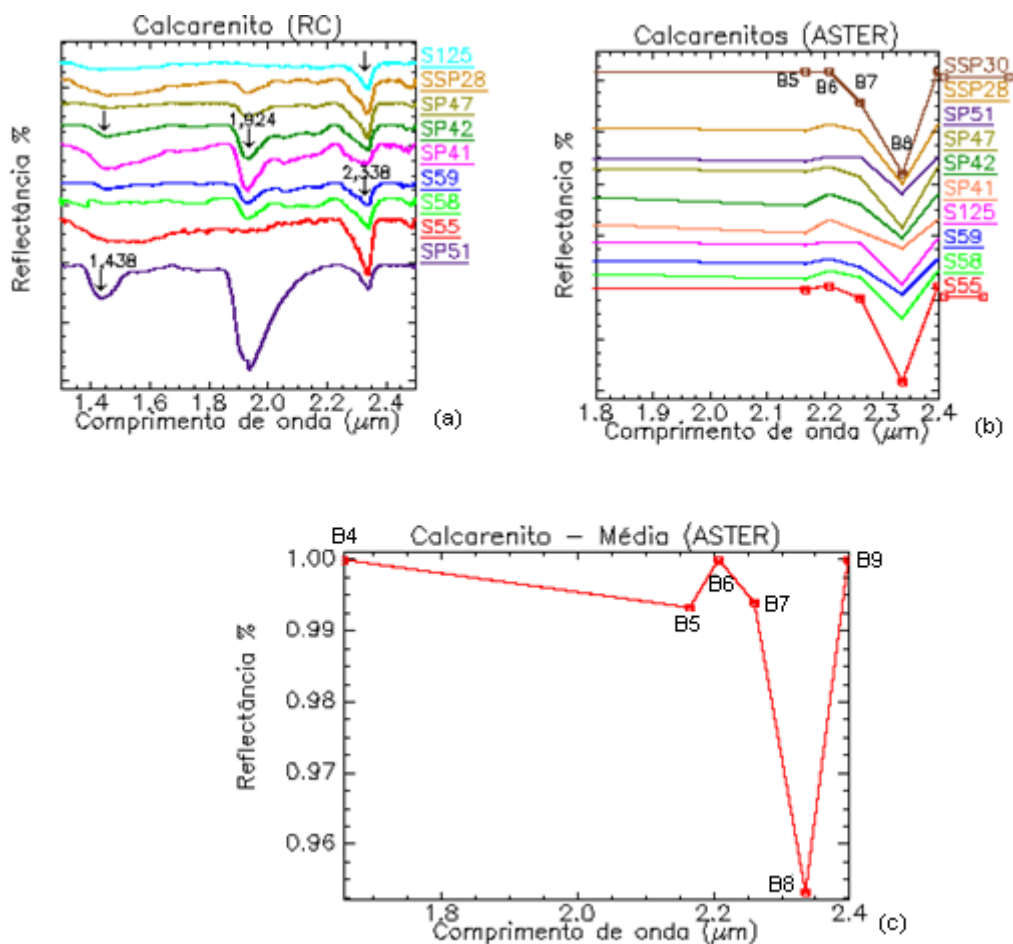 Calcarenito (RC)
Reflectância %
1,924
2,338
1,438
S125
SSP28
SP47
SP42
SP41
S59
S58
S55
SP51
1.4 1.6 1.8 2.0 2.2 2.4
Comprimento de onda (μm)
(a)
Calcarenitos (ASTER)
Reflectância %
B5
B6
B7
B8
SSP30
SSP28
SP51
SP47
SP42
SP41
S125
S59
S58
S55
1.8 1.9 2.0 2.1 2.2 2.3 2.4
Comprimento de onda (μm)
(b)
Calcarenito – Média (ASTER)
Reflectância %
1.00
0.99
0.98
0.97
0.96
B4
B5
B6
B7
B8
B9
1.8 2.0 2.2 2.4
Comprimento de onda (μm)
(c)